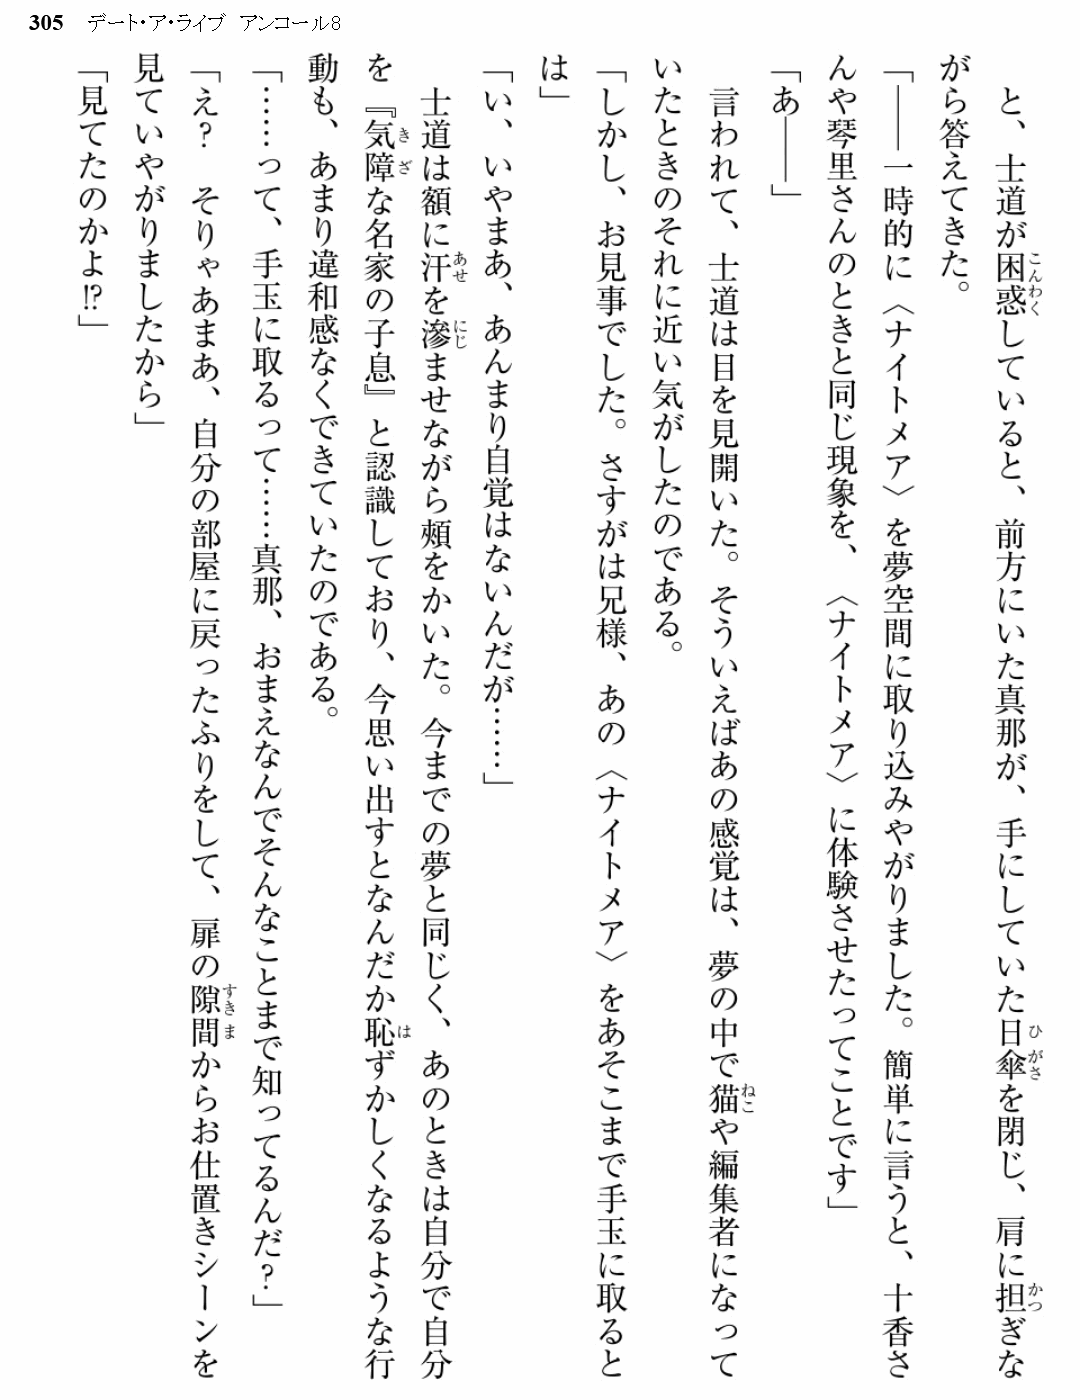 305 デート・ア・ライブ アンコール8
　と、士道が困惑していると、前方にいた真那が、手にしていた日傘を閉じ、肩に担ぎな
がら答えてきた。
「――一時的に〈ナイトメア〉を夢空間に取り込みやがりました。簡単に言うと、十香さ
んや琴里さんのときと同じ現象を、〈ナイトメア〉に体験させたってことです」
「あ――」
　言われて、士道は目を見開いた。そういえばあの感覚は、夢の中で猫や編集者になって
いたときのそれに近い気がしたのである。
「しかし、お見事でした。さすがは兄様、あの〈ナイトメア〉をあそこまで手玉に取ると
は」
「い、いやまあ、あんまり自覚はないんだが……」
　士道は額に汗を滲ませながら頰をかいた。今までの夢と同じく、あのときは自分で自分
を『気障な名家の子息』と認識しており、今思い出すとなんだか恥ずかしくなるような行
動も、あまり違和感なくできていたのである。
「……って、手玉に取るって……真那、おまえなんでそんなことまで知ってるんだ？」
「え？　そりゃあまあ、自分の部屋に戻ったふりをして、扉の隙間からお仕置きシーンを
見ていやがりましたから」
「見てたのかよ!?」